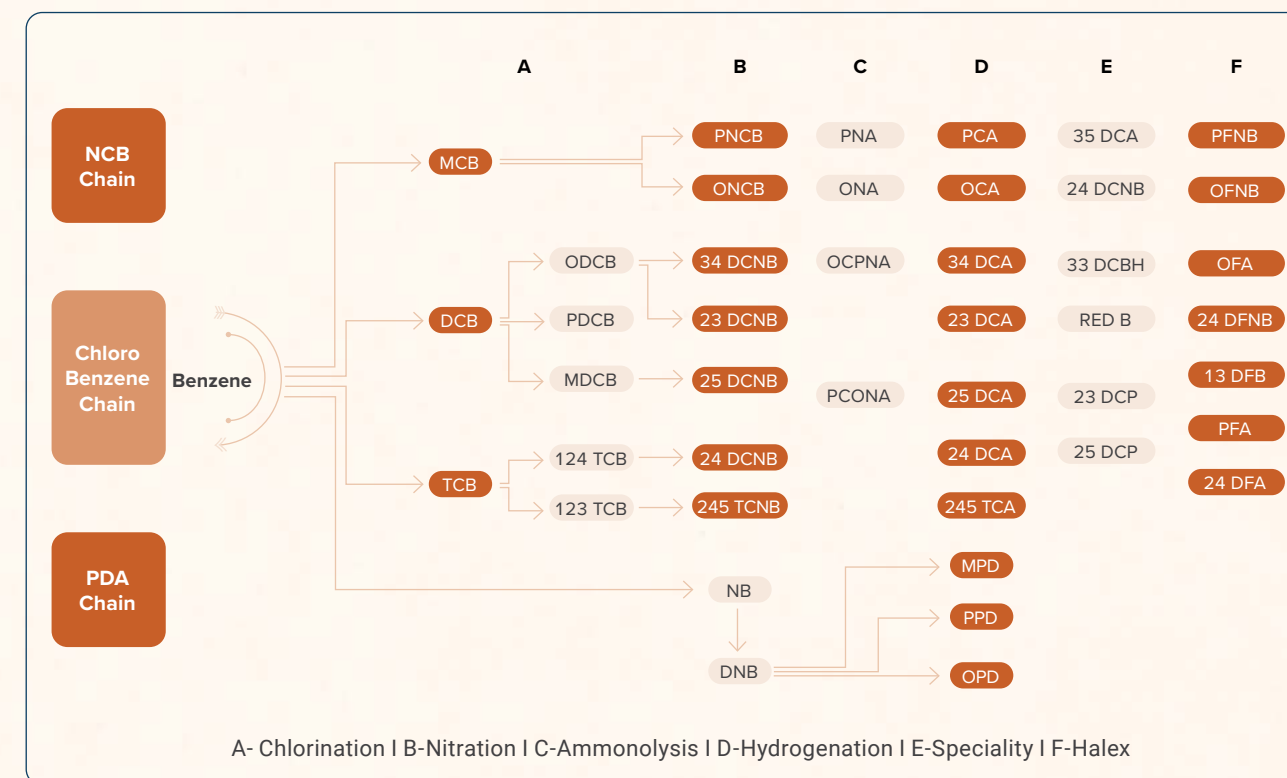 A B C D E F
NCB
Chain
MCB
PNCB PNA PCA 35 DCA PFNB
ONCB ONA OCA 24 DCNB OFNB
ODCB 34 DCNB OCPNA 34 DCA 33 DCBH OFA
Chloro
Benzene
Chain
Benzene
DCB PDCB 23 DCNB 23 DCA RED B 24 DFNB
MDCB 25 DCNB PCONA 25 DCA 23 DCP 13 DFB
PFA
124 TCB 24 DCNB 24 DCA 25 DCP
TCB 24 DFA
123 TCB 245 TCNB 245 TCA
PDA
Chain
MPD
NB
PPD
DNB OPD
A- Chlorination I B-Nitration I C-Ammonolysis I D-Hydrogenation I E-Speciality I F-Halex